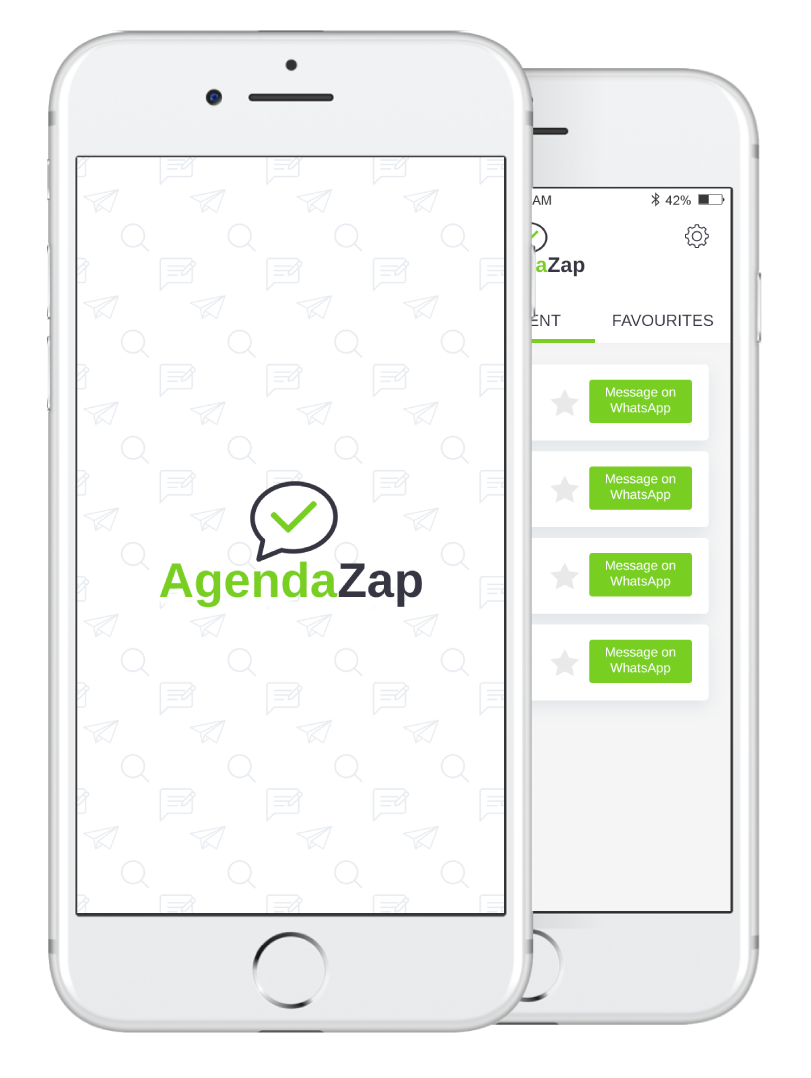 AgendaZap
AM
42%
aZap
ENT
FAVOURITES
Message on
WhatsApp
Message on
WhatsApp
Message on
WhatsApp
Message on
WhatsApp